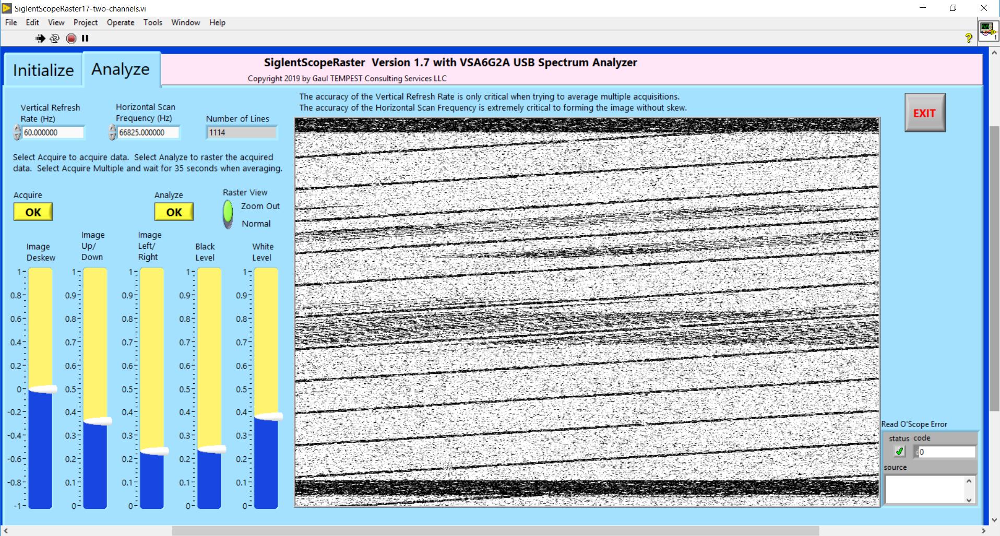 SiglentScopeRaster17-two-channels.vi
File Edit View Project Operate Tools Window Help
1
Initialize
Analyze
SiglentScopeRaster Version 1.7 with VSA6G2A USB Spectrum Analyzer
Copyright 2019 by Gaul TEMPEST Consulting Services LLC
Vertical Refresh
Rate (Hz)
60.000000
Horizontal Scan
Frequency (Hz)
66825.000000
Number of Lines
1114
The accuracy of the Vertical Refresh Rate is only critical when trying to average multiple acquisitions.
The accuracy of the Horizontal Scan Frequency is extremely critical to forming the image without skew.
EXIT
Select Acquire to acquire data. Select Analyze to raster the acquired
data. Select Acquire Multiple and wait for 35 seconds when averaging.
Acquire
OK
Analyze
OK
Raster View
Zoom Out
Normal
Image
Deskew
1
0.8
0.6
0.4
0.2
0
-0.2
-0.4
-0.6
-0.8
-1
Image
Up/
Down
1
0.9
0.8
0.7
0.6
0.5
0.4
0.3
0.2
0.1
0
Image
Left/
Right
1
0.9
0.8
0.7
0.6
0.5
0.4
0.3
0.2
0.1
0
Black
Level
1
0.9
0.8
0.7
0.6
0.5
0.4
0.3
0.2
0.1
0
White
Level
1
0.9
0.8
0.7
0.6
0.5
0.4
0.3
0.2
0.1
0
Read O'Scope Error
status code
d0
source